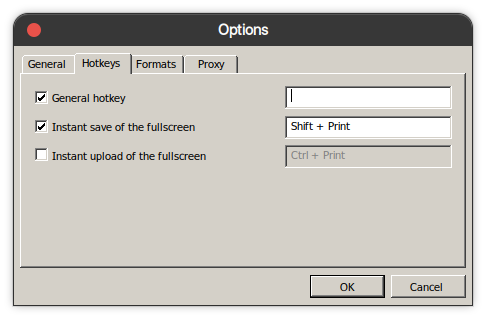 Options
General Hotkeys Formats Proxy
General hotkey
Instant save of the fullscreen Shift + Print
Instant upload of the fullscreen Ctrl + Print
OK Cancel